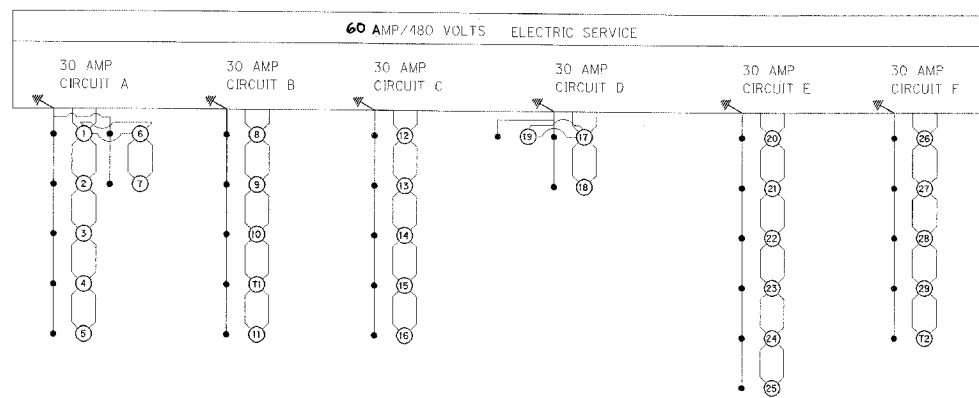 60 AMP/480 VOLTS ELECTRIC SERVICE
30 AMP
CIRCUIT A
30 AMP
CIRCUIT B
30 AMP
CIRCUIT C
30 AMP
CIRCUIT D
30 AMP
CIRCUIT E
30 AMP
CIRCUIT F
1
6
2
7
3
4
5
8
9
10
T1
11
12
13
14
15
16
19
17
18
20
21
22
23
24
25
26
27
28
29
T2